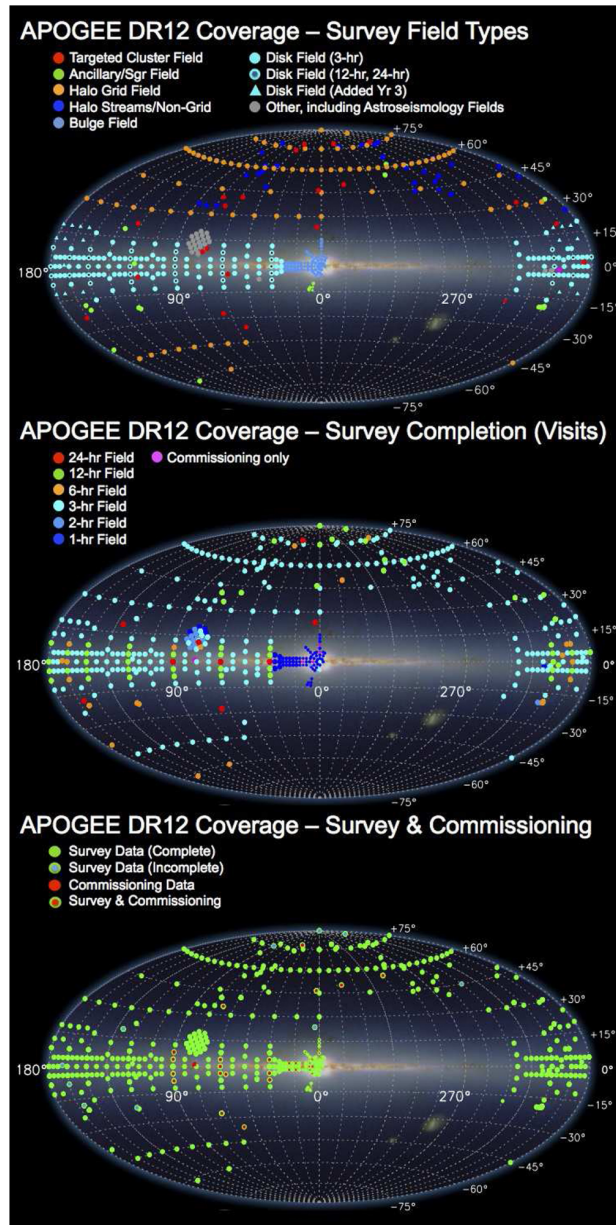 APOGEE DR12 Coverage – Survey Field Types
Targeted Cluster Field
Ancillary/Sgr Field
Halo Grid Field
Halo Streams/Non-Grid
Bulge Field
Disk Field (3-hr)
Disk Field (12-hr, 24-hr)
Disk Field (Added Yr 3)
Other, including Astroseismology Fields
+75°
+60°
+45°
+30°
+15°
180°
0°
90°
0°
270°
-15°
-30°
-45°
-60°
-75°
APOGEE DR12 Coverage – Survey Completion (Visits)
24-hr Field
12-hr Field
6-hr Field
3-hr Field
2-hr Field
1-hr Field
Commissioning only
+75°
+60°
+45°
+30°
+15°
180°
0°
90°
0°
270°
-15°
-30°
-45°
-60°
-75°
APOGEE DR12 Coverage – Survey & Commissioning
Survey Data (Complete)
Survey Data (Incomplete)
Commissioning Data
Survey & Commissioning
+75°
+60°
+45°
+30°
+15°
180°
0°
90°
0°
270°
-15°
-30°
-45°
-60°
-75°